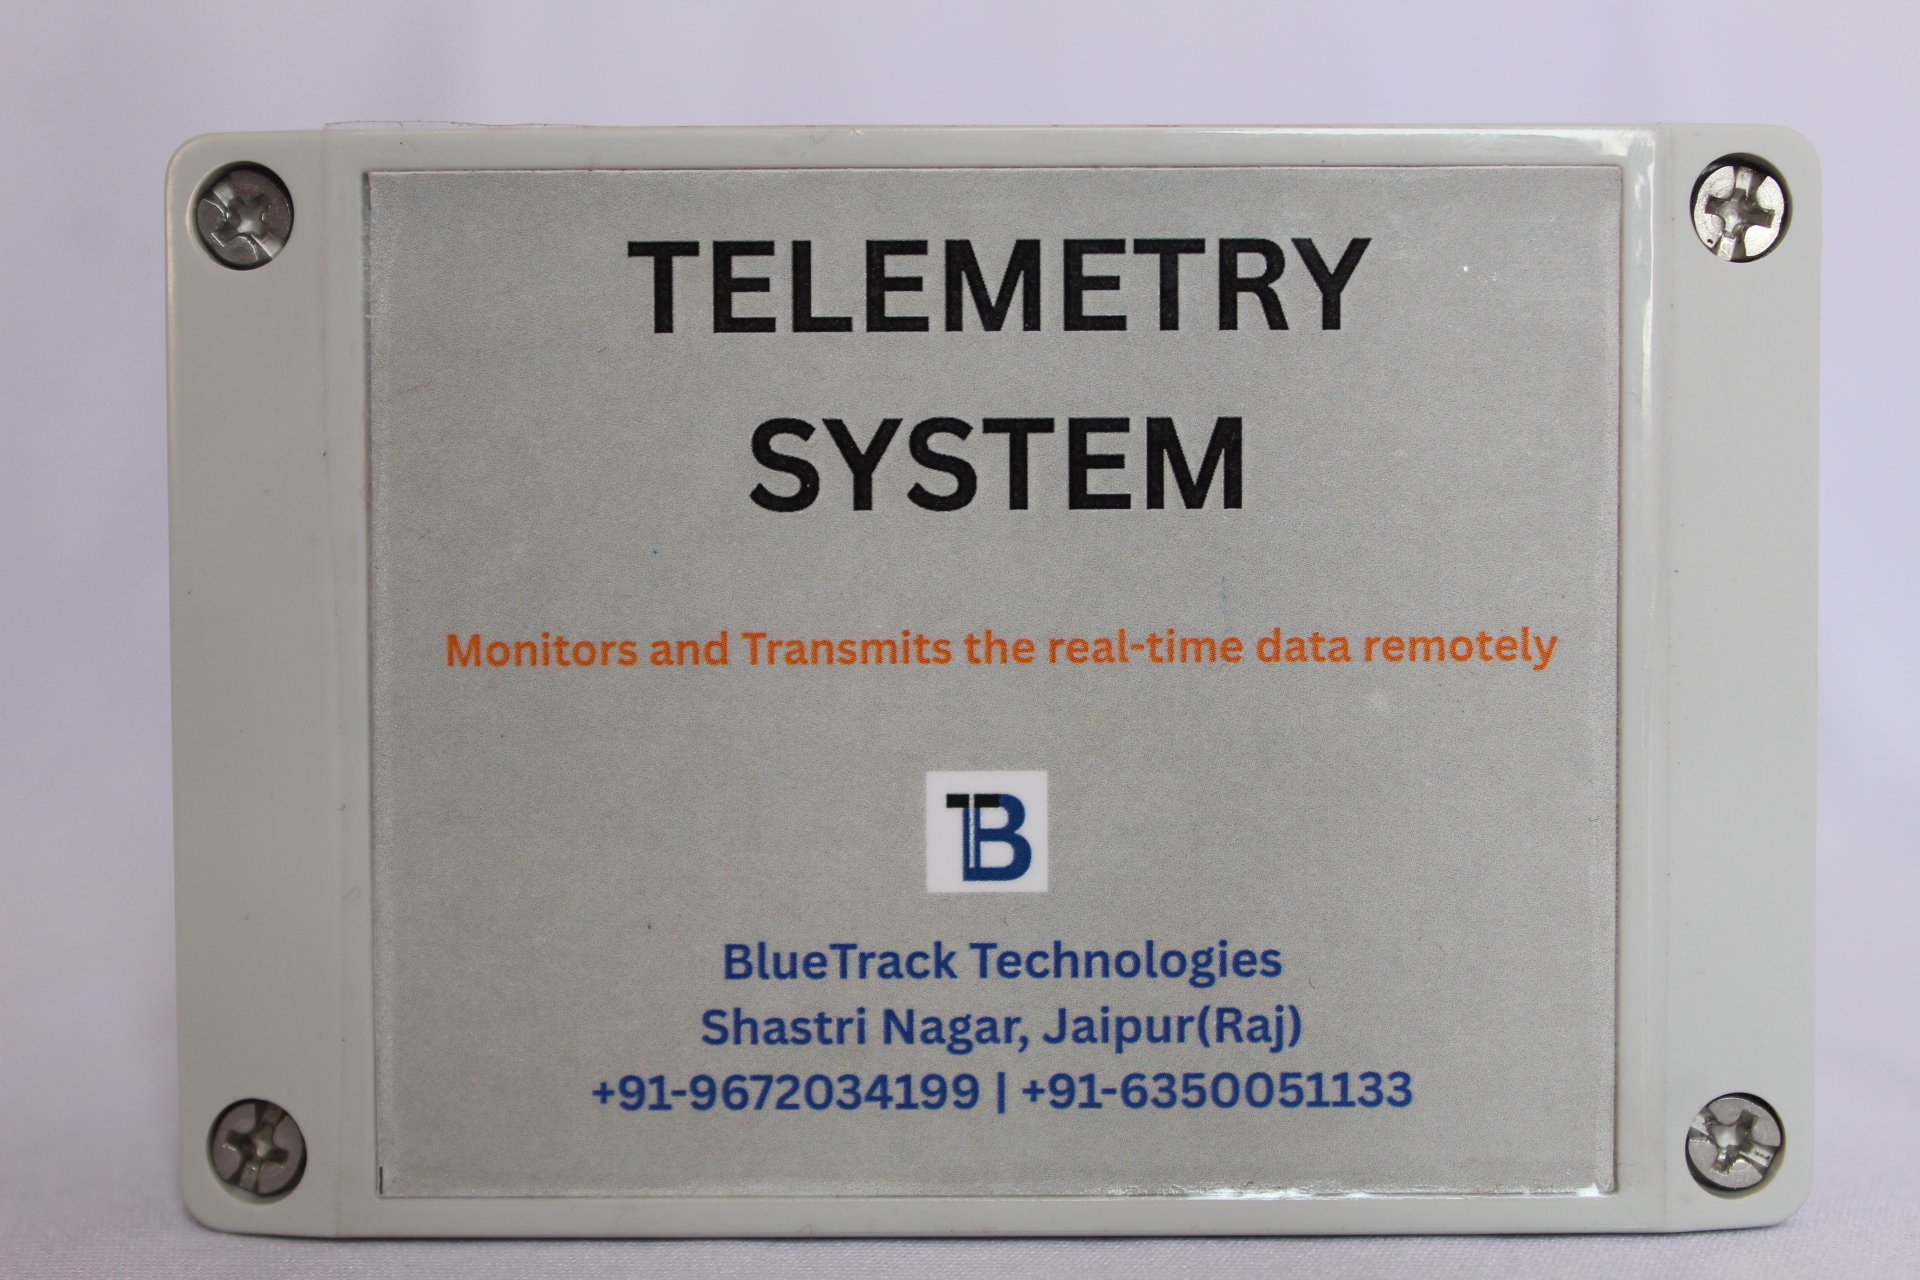 TELEMETRY
SYSTEM
Monitors and Transmits the real-time data remotely
TB
BlueTrack Technologies
Shastri Nagar, Jaipur(Raj)
+91-9672034199 | +91-6350051133